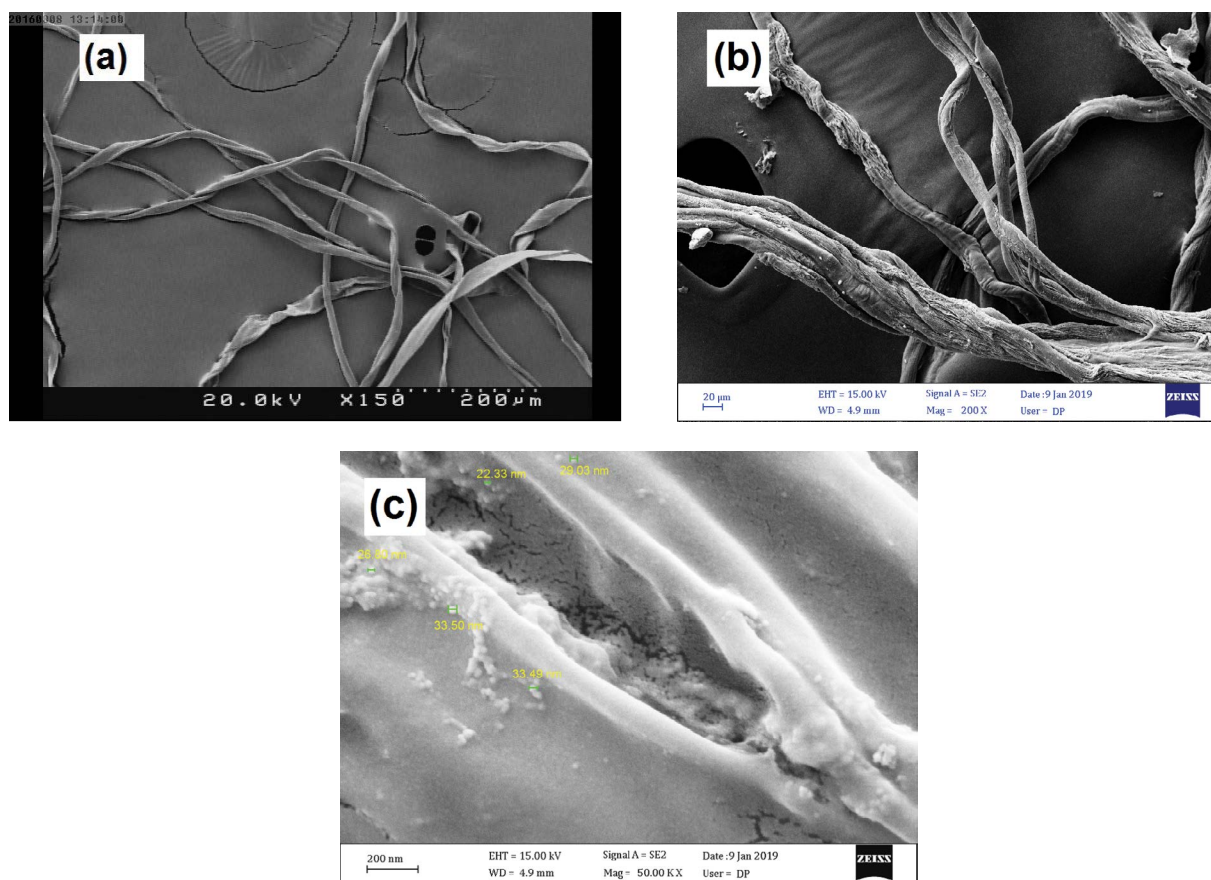 20160308 13:14:00
(a)
20.0kV X150 200μm
(b)
20 μm
EHT = 15.00 kV Signal A = SE2 Date :9 Jan 2019
WD = 4.9 mm Mag = 200 X User = DP
ZEISS
(c)
22.33 nm
29.03 nm
33.50 nm
33.49 nm
200 nm
EHT = 15.00 kV Signal A = SE2 Date :9 Jan 2019
WD = 4.9 mm Mag = 50.00 K X User = DP
ZEISS